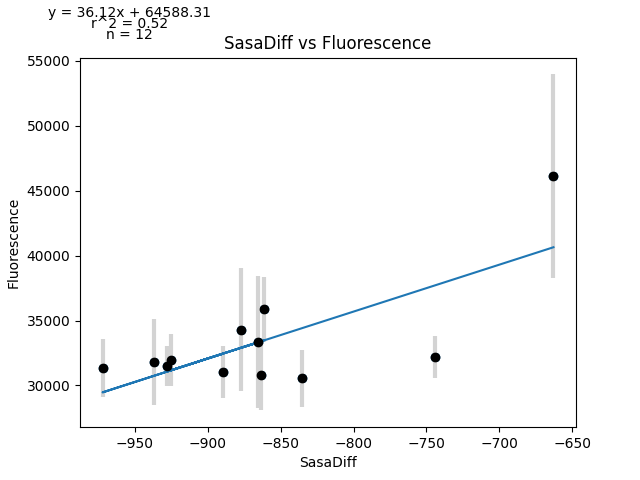 y = 36.12x + 64588.31
r^2 = 0.52
n = 12
SasaDiff vs Fluorescence
55000
50000
45000
40000
35000
30000
Fluorescence
−950
−900
−850
−800
−750
−700
−650
SasaDiff